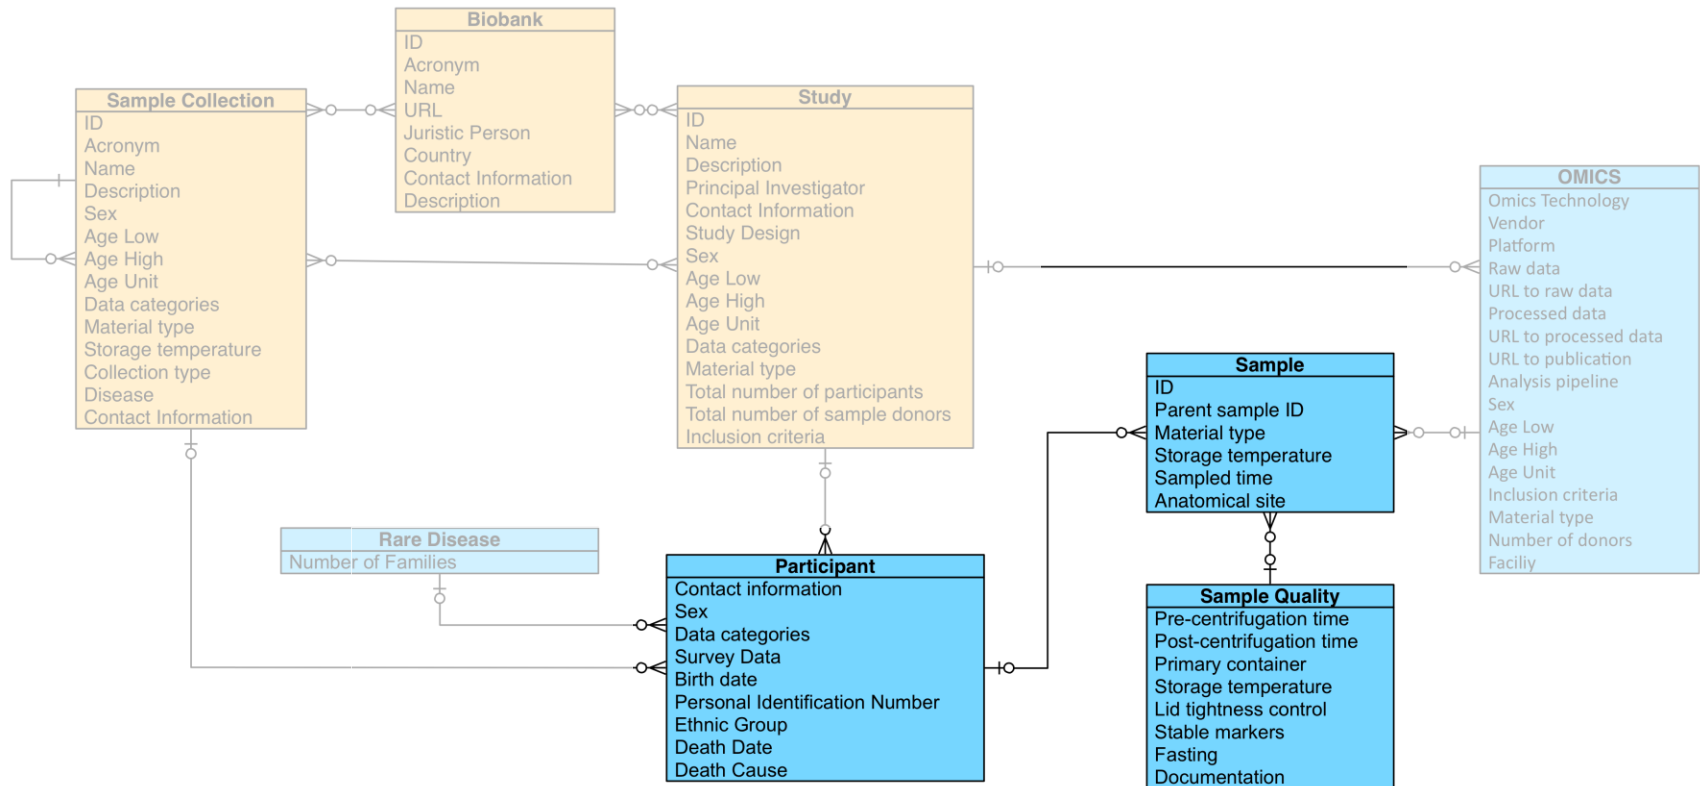 Biobank
ID
Acronym
Name
URL
Juristic Person
Country
Contact Information
Description
Sample Collection
ID
Acronym
Name
Description
Sex
Age Low
Age High
Age Unit
Data categories
Material type
Storage temperature
Collection type
Disease
Contact Information
Study
ID
Name
Description
Principal Investigator
Contact Information
Study Design
Sex
Age Low
Age High
Age Unit
Data categories
Material type
Total number of participants
Total number of sample donors
Inclusion criteria
OMICS
Omics Technology
Vendor
Platform
Raw data
URL to raw data
Processed data
URL to processed data
URL to publication
Analysis pipeline
Sex
Age Low
Age High
Age Unit
Inclusion criteria
Material type
Number of donors
Faciliy
Sample
ID
Parent sample ID
Material type
Storage temperature
Sampled time
Anatomical site
Rare Disease
Number of Families
Participant
Contact information
Sex
Data categories
Survey Data
Birth date
Personal Identification Number
Ethnic Group
Death Date
Death Cause
Sample Quality
Pre-centrifugation time
Post-centrifugation time
Primary container
Storage temperature
Lid tightness control
Stable markers
Fasting
Documentation